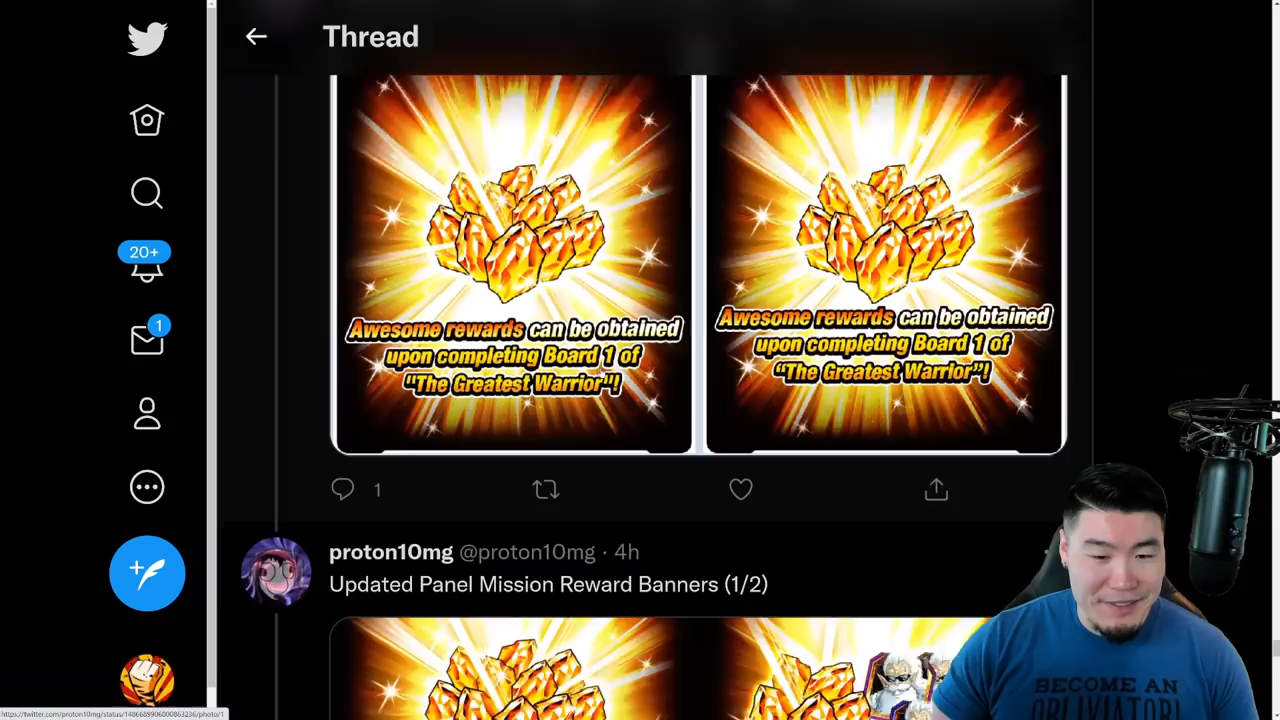 Thread
20+
1
Awesome rewards can be obtained
upon completing Board 1 of
"The Greatest Warrior"!
Awesome rewards can be obtained
upon completing Board 1 of
“The Greatest Warrior”!
1
proton10mg @proton10mg · 4h
Updated Panel Mission Reward Banners (1/2)
BECOME AN
OBLIVIATOR!
https://twitter.com/proton10mg/status/14866689906000863236/photo/1